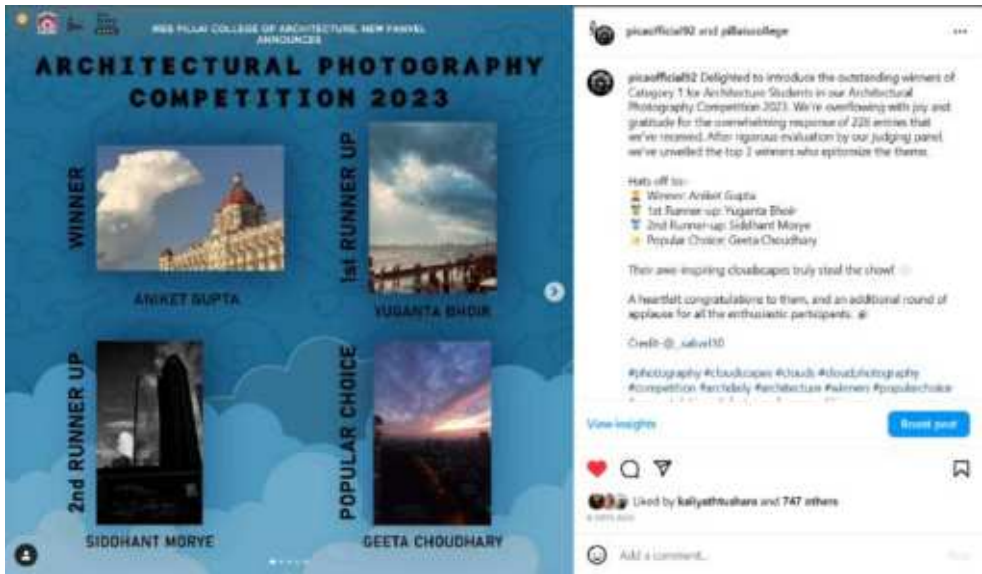 MES PILLAI COLLEGE OF ARCHITECTURE, NEW PANVEL
ANNOUNCES
ARCHITECTURAL PHOTOGRAPHY
COMPETITION 2023
WINNER
ANIKET GUPTA
1st RUNNER UP
YUGANTA BHOIR
2nd RUNNER UP
SIDDHANT MORYE
POPULAR CHOICE
GEETA CHOUDHARY
picaofficial92 and pillaicollege
picaofficial92 Delighted to introduce the outstanding winners of
Category 1 for Architecture Students in our Architectural
Photography Competition 2023. We're overflowing with joy and
gratitude for the overwhelming response of 228 entries that
we've received. After rigorous evaluation by our judging panel,
we've unveiled the top 3 winners who epitomize the theme.
Hats off to:-
Winner: Aniket Gupta
1st Runner-up: Yuganta Bhoir
2nd Runner-up: Siddhant Morye
Popular Choice: Geeta Choudhary
Their awe-inspiring cloudscapes truly steal the show!
A heartfelt congratulations to them, and an additional round of
applause for all the enthusiastic participants.
Credit-
#photography #cloudscapes #clouds #cloudphotography
#competition #archdaily #architecture #winners #popularchoice
View insights
Boost post
Liked by kaliyathtushara and 747 others
Add a comment...